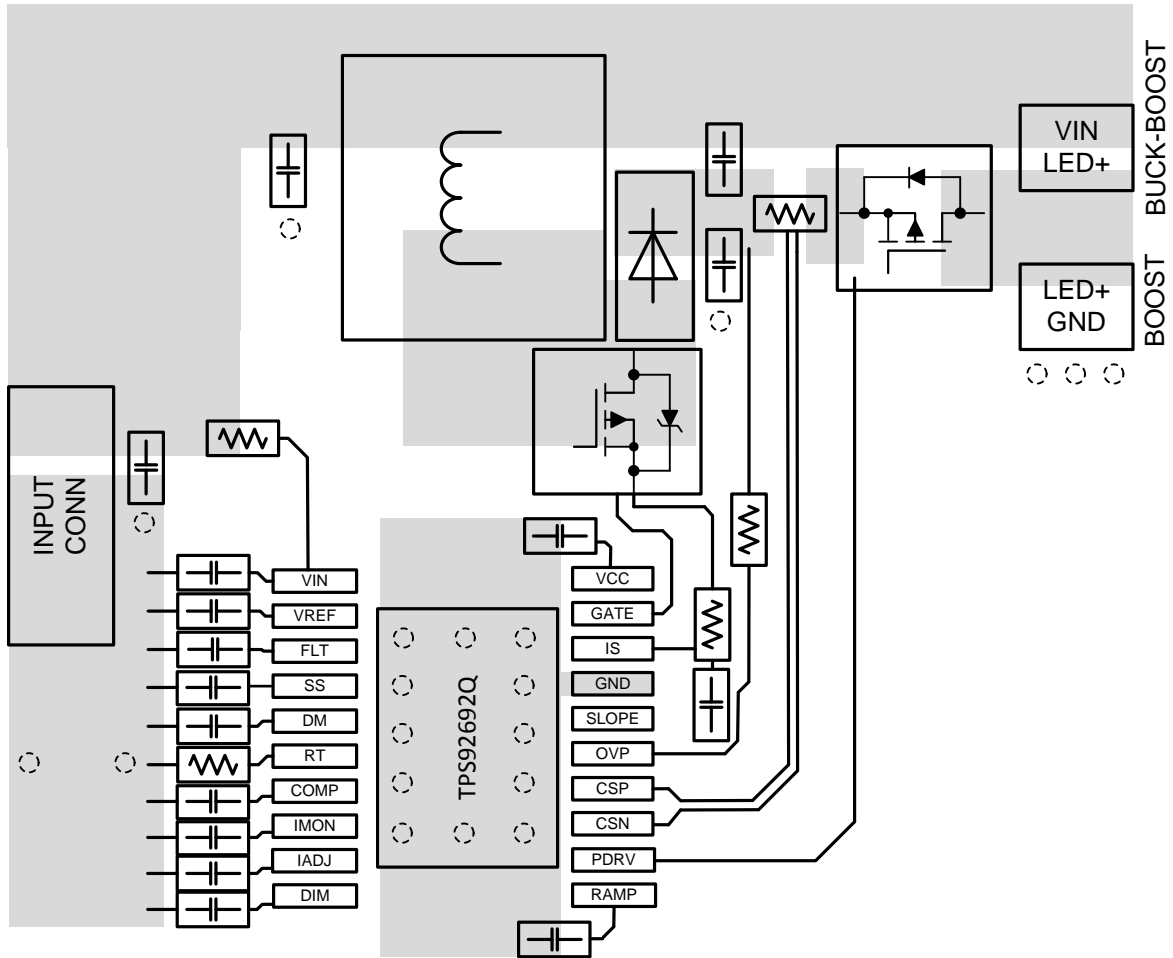 BUCK-BOOST
VIN
LED+
BOOST
LED+
GND
INPUT
CONN
VIN
VREF
FLT
SS
DM
RT
COMP
IMON
IADJ
DIM
TPS92692Q
VCC
GATE
IS
GND
SLOPE
OVP
CSP
CSN
PDRV
RAMP